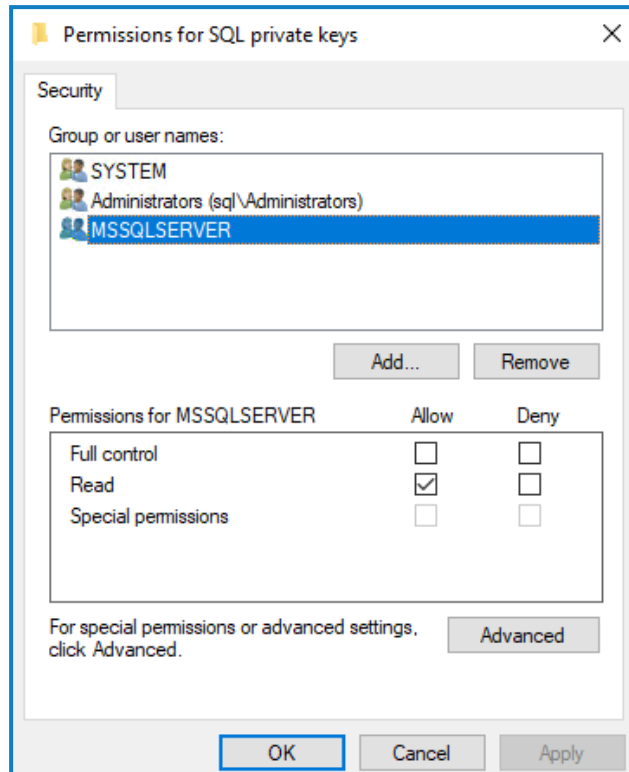 Permissions for SQL private keys
Security
Group or user names:
SYSTEM
Administrators (sql\Administrators)
MSSQLSERVER
Add... Remove
Permissions for MSSQLSERVER Allow Deny
Full control
Read
Special permissions
For special permissions or advanced settings, Advanced
click Advanced.
OK Cancel Apply